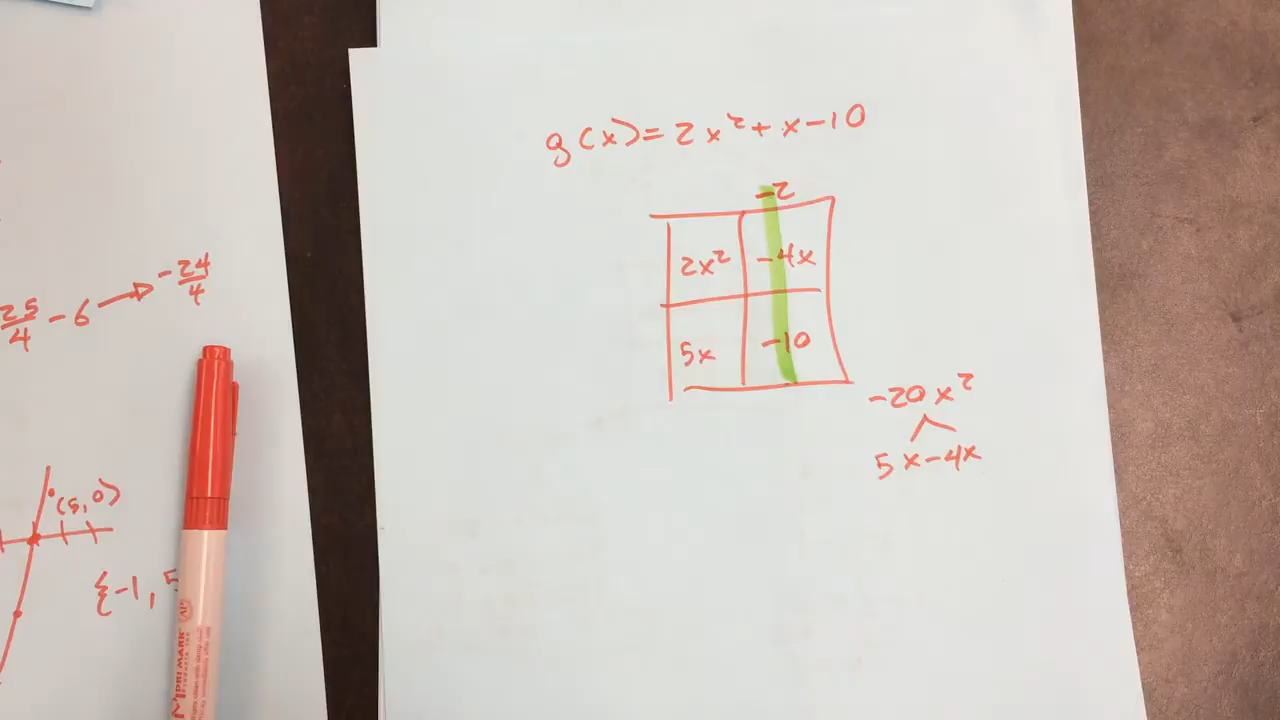 g(x)=2x²+x-10
-2
2x² -4x
5x -10
-20x²
5x-4x
25/4 -6 → -24/4
(5,0)
{-1, 5
PRIMARK